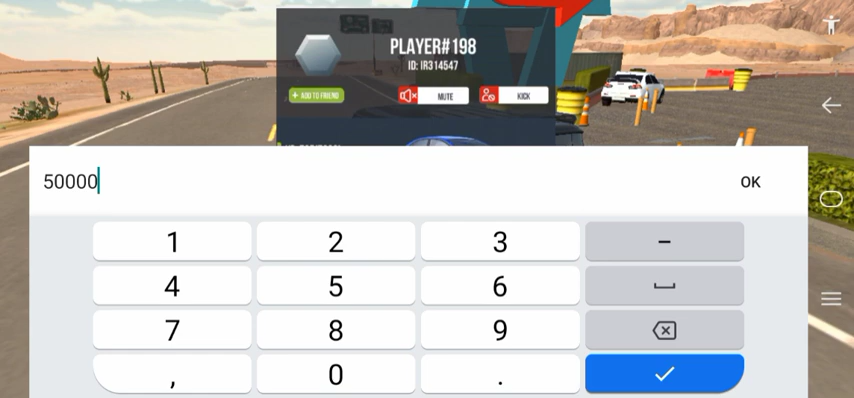 PLAYER#198
ID: IR314547
+ ADD TO FRIEND
MUTE
KICK
50000
OK
1 2 3 –
4 5 6
7 8 9
, 0 .